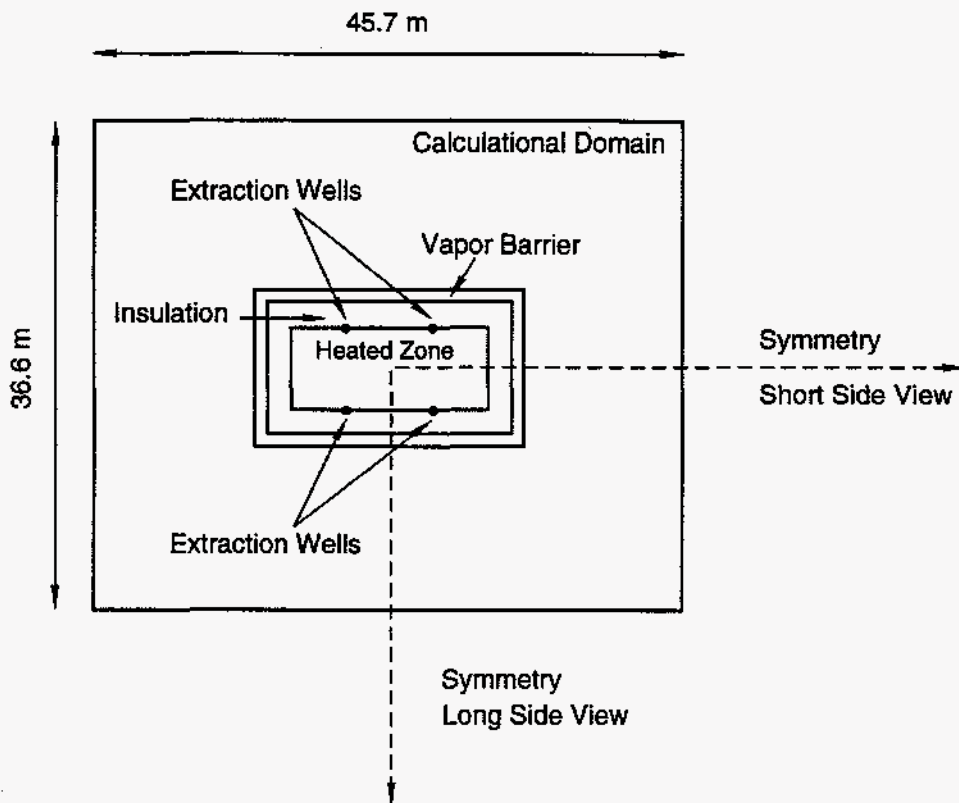 45.7 m
Calculational Domain
Extraction Wells
Vapor Barrier
Insulation
Heated Zone
Symmetry
Short Side View
36.6 m
Extraction Wells
Symmetry
Long Side View